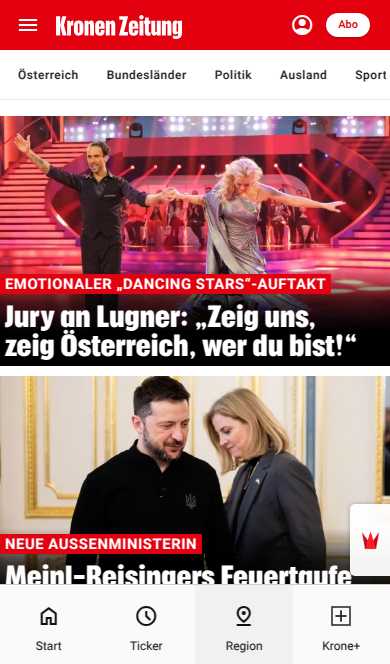 Kronen Zeitung
Abo
Österreich Bundesländer Politik Ausland Sport
EMOTIONALER „DANCING STARS“-AUFTAKT
Jury an Lugner: „Zeig uns,
zeig Österreich, wer du bist!“
NEUE AUSSENMINISTERIN
Meinl-Reisingers Feuertaufe
Start Ticker Region Krone+